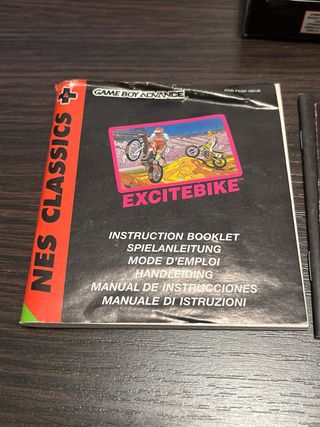 GAME BOY ADVANCE
NES CLASSICS
EXCITEBIKE
INSTRUCTION BOOKLET
SPIELANLEITUNG
MODE D'EMPLOI
HANDLEIDING
MANUAL DE INSTRUCCIONES
MANUALE DI ISTRUZIONI